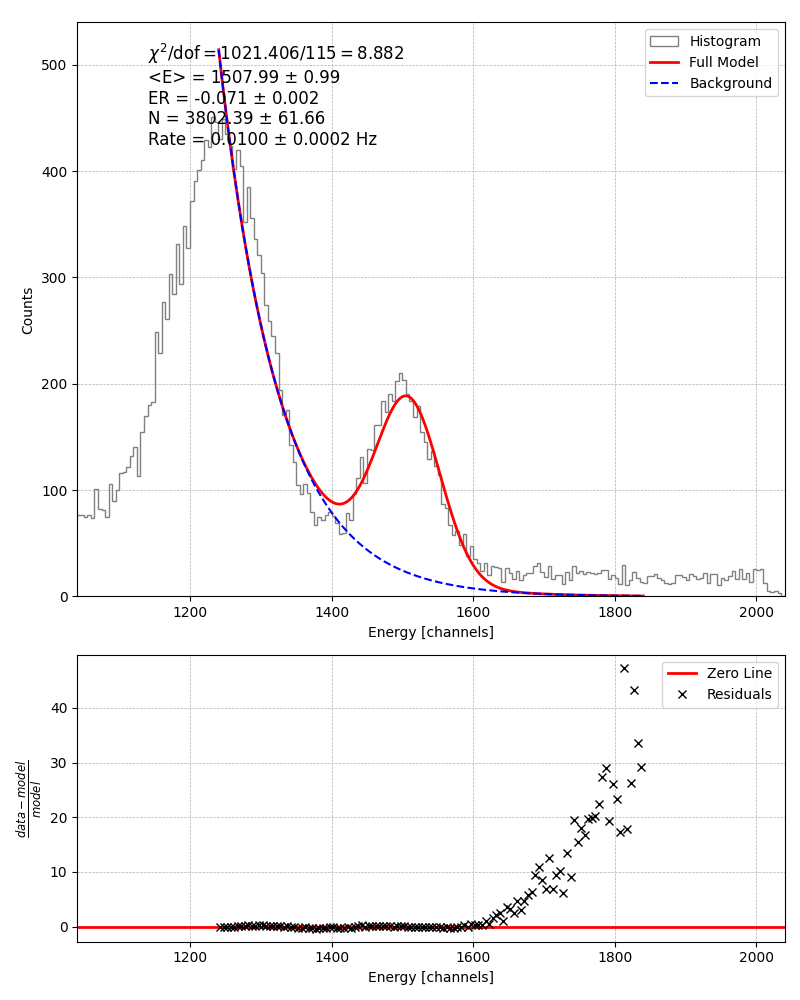 χ²/dof = 1021.406/115 = 8.882
<E> = 1507.99 ± 0.99
ER = -0.071 ± 0.002
N = 3802.39 ± 61.66
Rate = 0.0100 ± 0.0002 Hz
Histogram
Full Model
Background
500
400
300
200
100
0
Counts
1200 1400 1600 1800 2000
Energy [channels]
Zero Line
Residuals
40
30
20
10
0
data − model
model
1200 1400 1600 1800 2000
Energy [channels]